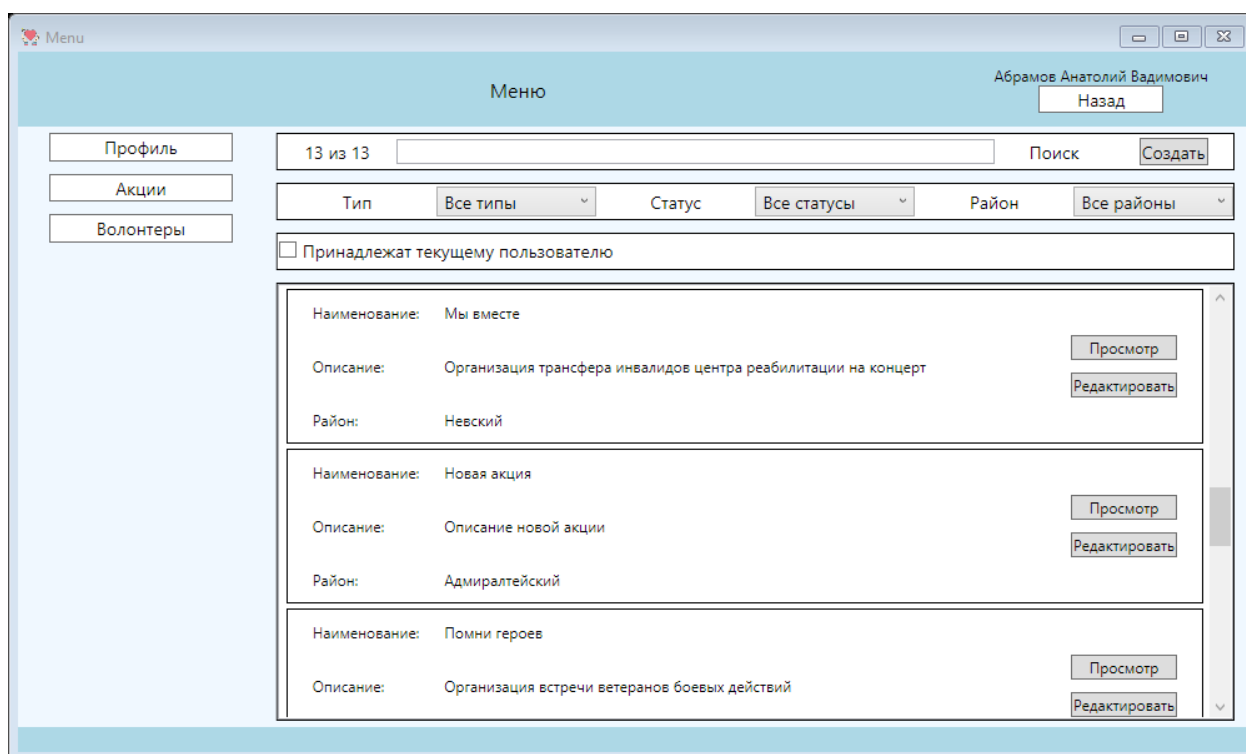 Menu
Меню
Абрамов Анатолий Вадимович
Назад
Профиль
Акции
Волонтеры
13 из 13
Поиск
Создать
Тип
Все типы
Статус
Все статусы
Район
Все районы
Принадлежат текущему пользователю
Наименование: Мы вместе
Описание: Организация трансфера инвалидов центра реабилитации на концерт
Район: Невский
Просмотр
Редактировать
Наименование: Новая акция
Описание: Описание новой акции
Район: Адмиралтейский
Просмотр
Редактировать
Наименование: Помни героев
Описание: Организация встречи ветеранов боевых действий
Просмотр
Редактировать